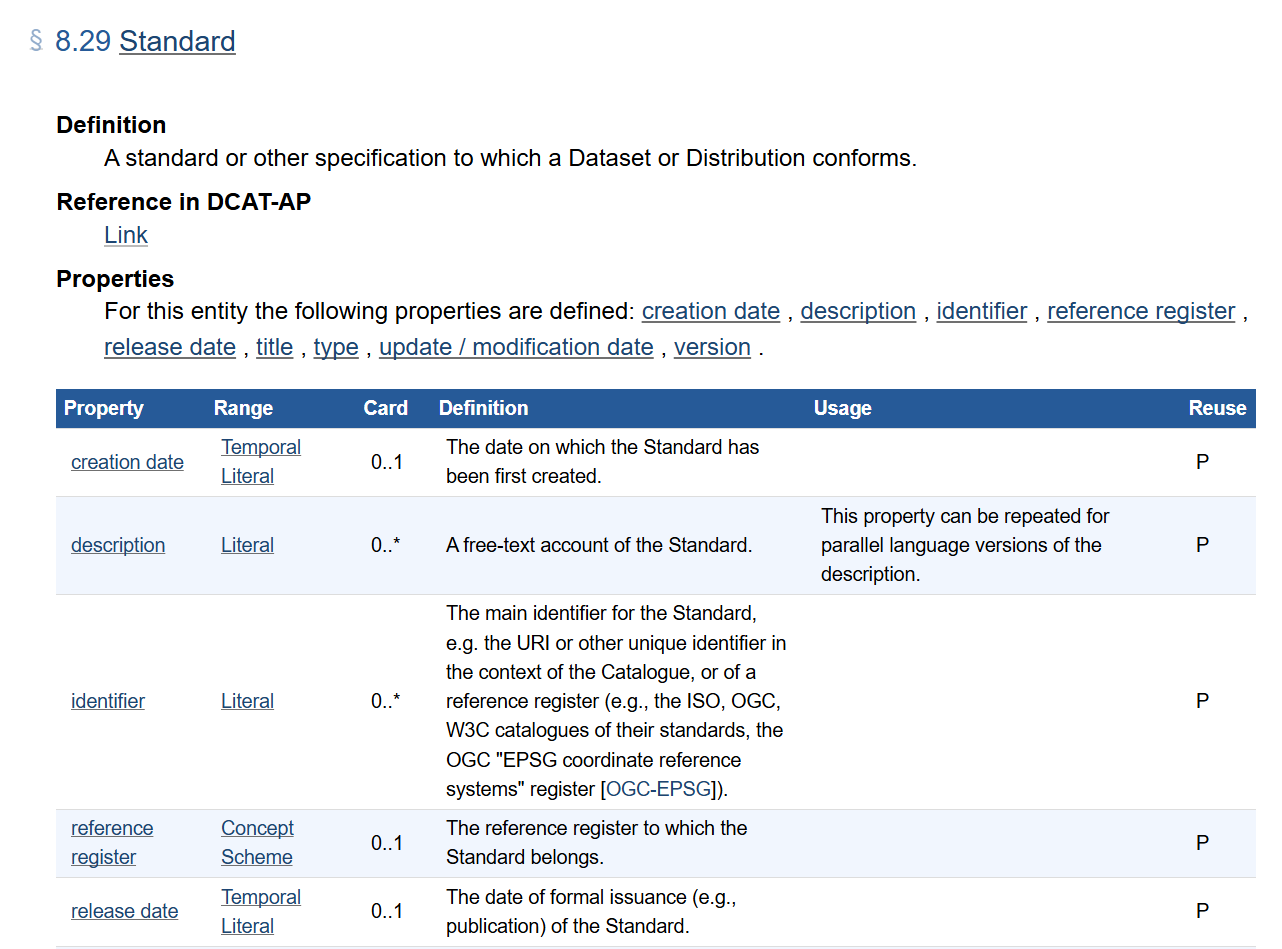 § 8.29 Standard
Definition
A standard or other specification to which a Dataset or Distribution conforms.
Reference in DCAT-AP
Link
Properties
For this entity the following properties are defined: creation date , description , identifier , reference register ,
release date , title , type , update / modification date , version .
Property Range Card Definition Usage Reuse
creation date Temporal Literal 0..1 The date on which the Standard has been first created. P
description Literal 0..* A free-text account of the Standard. This property can be repeated for parallel language versions of the description. P
identifier Literal 0..* The main identifier for the Standard, e.g. the URI or other unique identifier in the context of the Catalogue, or of a reference register (e.g., the ISO, OGC, W3C catalogues of their standards, the OGC "EPSG coordinate reference systems" register [OGC-EPSG]). P
reference register Concept Scheme 0..1 The reference register to which the Standard belongs. P
release date Temporal Literal 0..1 The date of formal issuance (e.g., publication) of the Standard. P